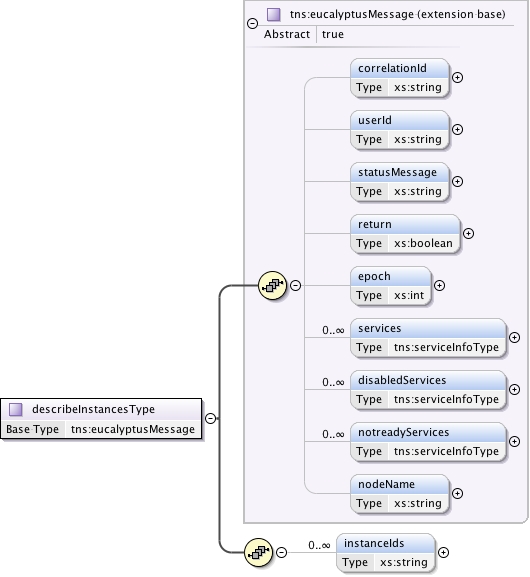 tns:eucalyptusMessage (extension base)
Abstract true
correlationId
Type xs:string
userId
Type xs:string
statusMessage
Type xs:string
return
Type xs:boolean
epoch
Type xs:int
0..∞ services
Type tns:serviceInfoType
0..∞ disabledServices
Type tns:serviceInfoType
0..∞ notreadyServices
Type tns:serviceInfoType
nodeName
Type xs:string
describeInstancesType
Base Type tns:eucalyptusMessage
0..∞ instanceIds
Type xs:string